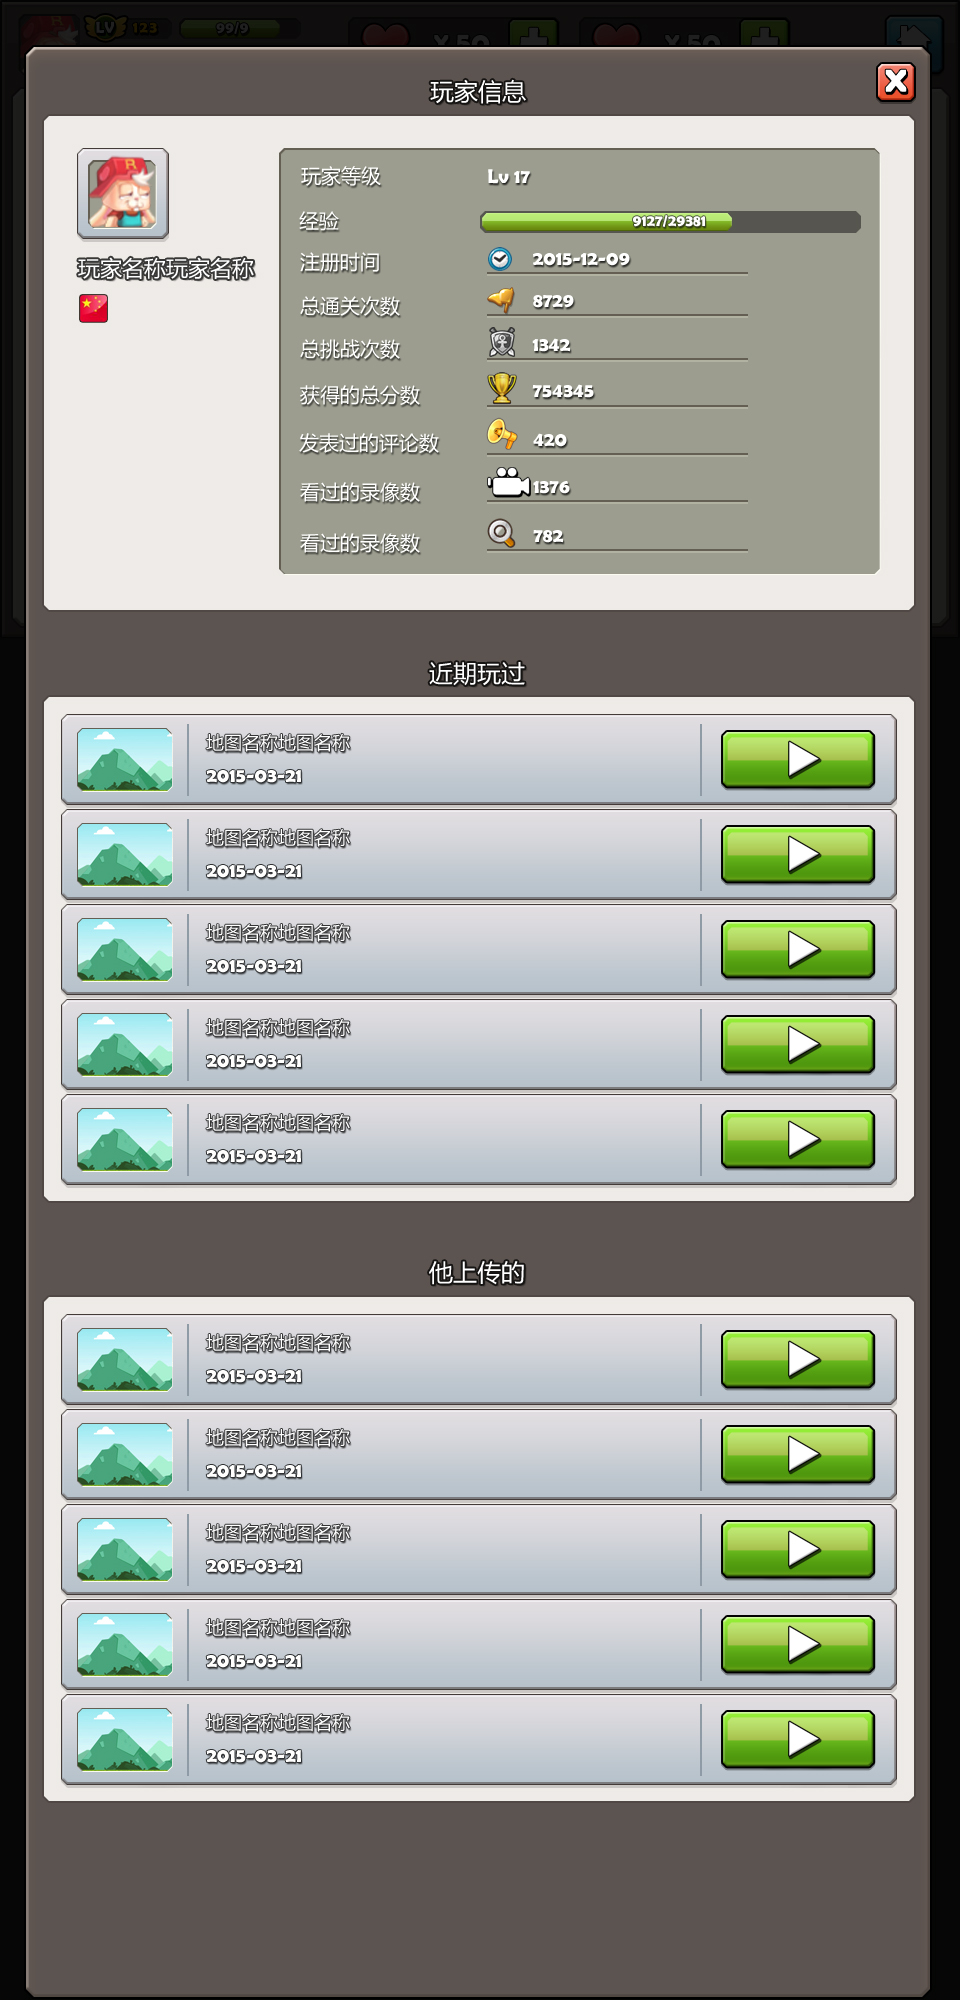 LV 123 99/9 X 50 X 50
玩家信息
玩家名称玩家名称
玩家等级 Lv 17
经验 9127/29381
注册时间 2015-12-09
总通关次数 8729
总挑战次数 1342
获得的总分数 754345
发表过的评论数 420
看过的录像数 1376
看过的录像数 782
近期玩过
地图名称地图名称
2015-03-21
地图名称地图名称
2015-03-21
地图名称地图名称
2015-03-21
地图名称地图名称
2015-03-21
地图名称地图名称
2015-03-21
他上传的
地图名称地图名称
2015-03-21
地图名称地图名称
2015-03-21
地图名称地图名称
2015-03-21
地图名称地图名称
2015-03-21
地图名称地图名称
2015-03-21